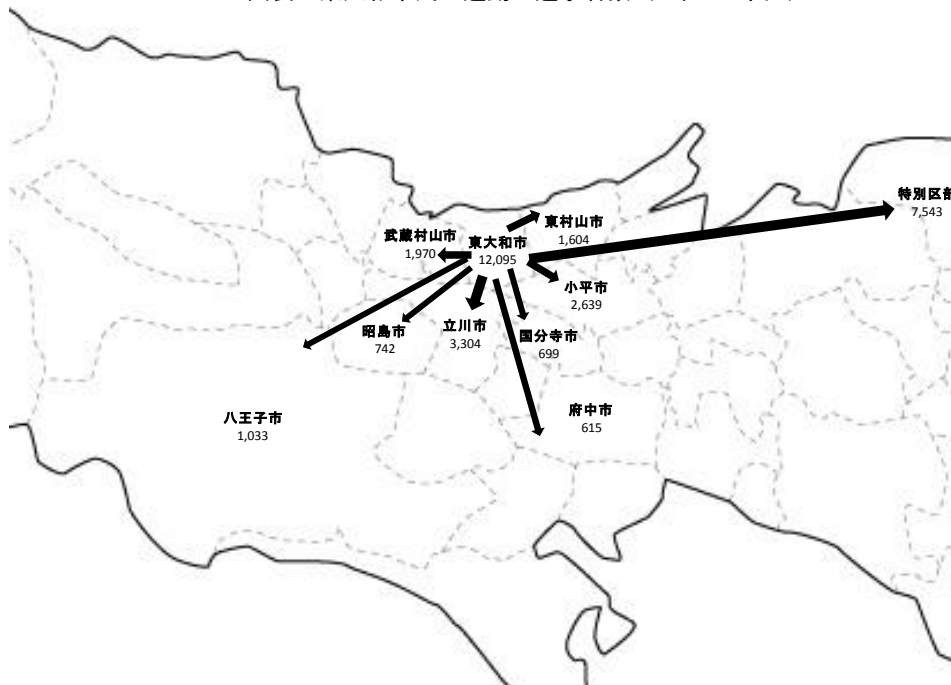 特別区部
7,543
東村山市
1,604
武蔵村山市
1,970
東大和市
12,095
小平市
2,639
昭島市
742
立川市
3,304
国分寺市
699
八王子市
1,033
府中市
615